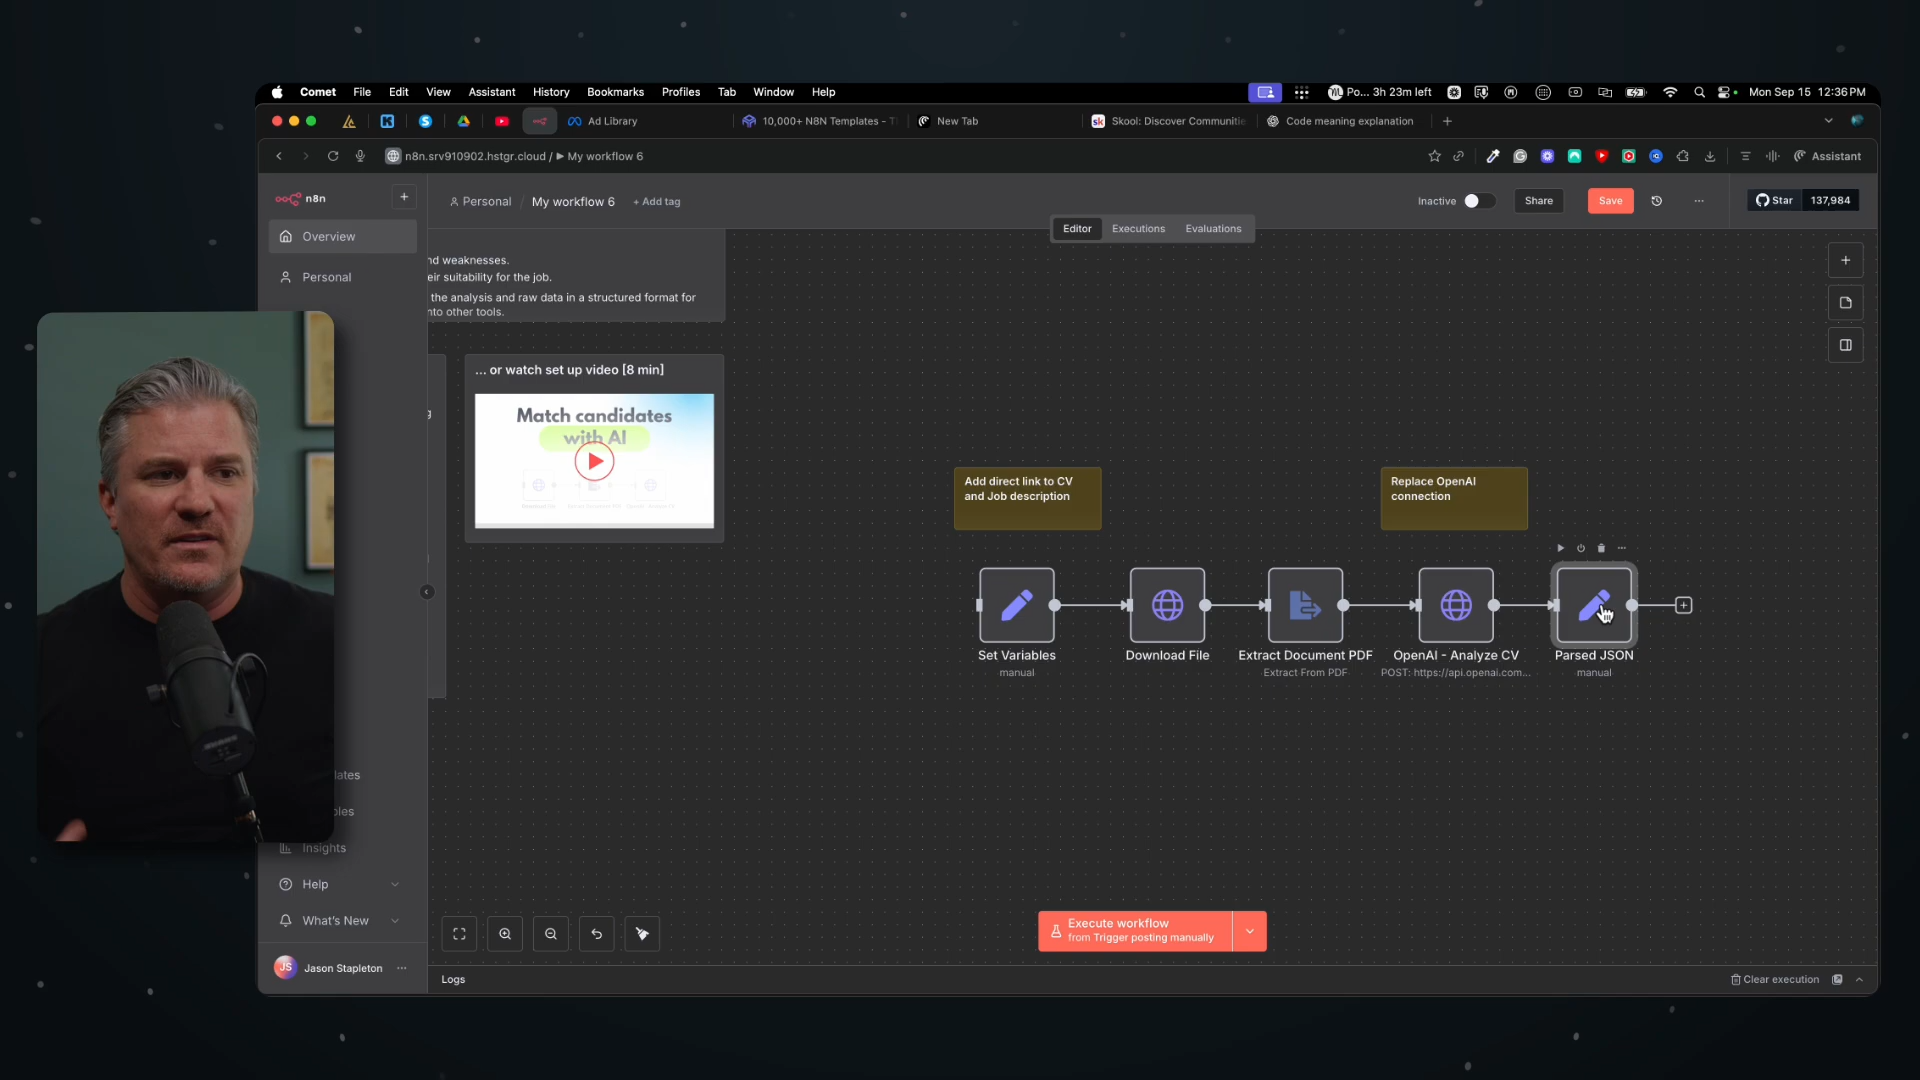 Comet File Edit View Assistant History Bookmarks Profiles Tab Window Help
Po... 3h 23m left
Mon Sep 15 12:36 PM
Ad Library
10,000+ N8N Templates - T
New Tab
Skool: Discover Communitie
Code meaning explanation
n8n.srv910902.hstgr.cloud / ▶ My workflow 6
Assistant
n8n
Personal / My workflow 6 + Add tag
Inactive
Share
Save
Star 137,984
Overview
Personal
Editor
Executions
Evaluations
nd weaknesses.
eir suitability for the job.
the analysis and raw data in a structured format for
nto other tools.
g
... or watch set up video [8 min]
Match candidates
with AI
Add direct link to CV
and Job description
Replace OpenAI
connection
Set Variables
manual
Download File
Extract Document PDF
Extract From PDF
OpenAI - Analyze CV
POST: https://api.openai.com...
Parsed JSON
manual
lates
les
Insights
Help
What's New
JS Jason Stapleton
Execute workflow
from Trigger posting manually
Logs
Clear execution